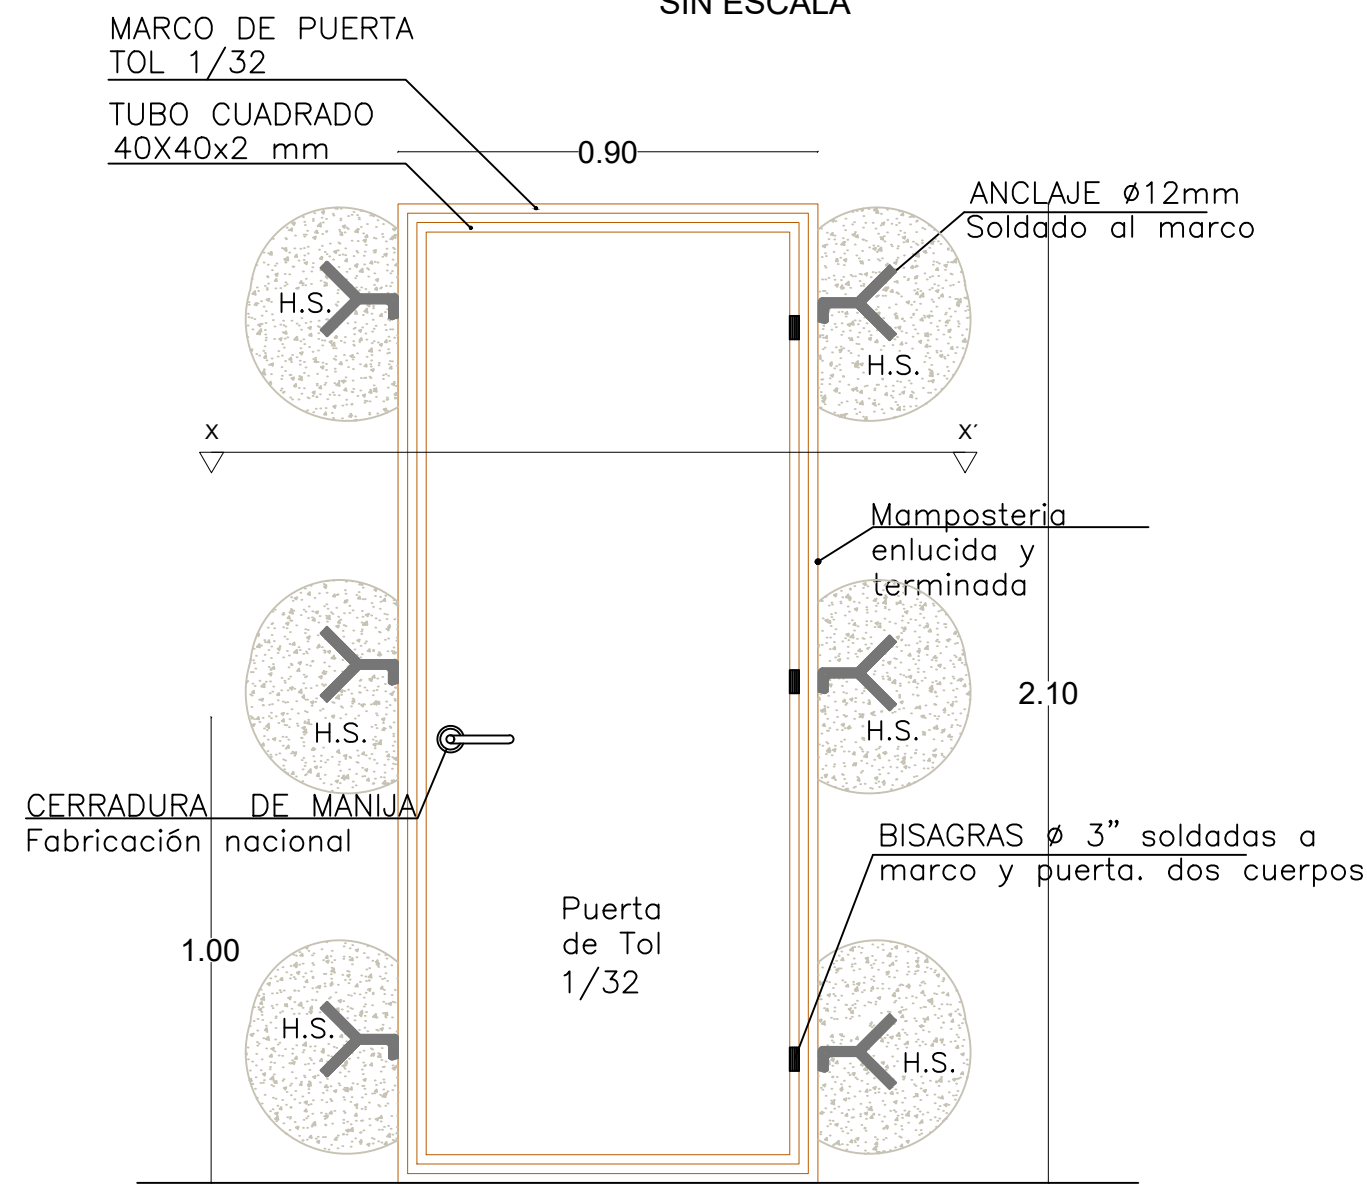 SIN ESCALA
MARCO DE PUERTA
TOL 1/32
TUBO CUADRADO
40X40x2 mm
0.90
ANCLAJE ø12mm
Soldado al marco
H.S.
H.S.
x
x´
Mamposteria
enlucida y
terminada
2.10
H.S.
H.S.
CERRADURA DE MANIJA
Fabricación nacional
BISAGRAS ø 3” soldadas a
marco y puerta. dos cuerpos
Puerta
de Tol
1/32
1.00
H.S.
H.S.